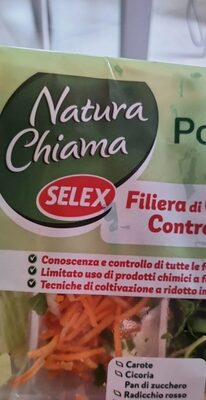 Natura
Chiama
SELEX
Po
Filiera di
Contro
Conoscenza e controllo di tutte le f
Limitato uso di prodotti chimici a f
Tecniche di coltivazione a ridotto i
Carote
Cicoria
Pan di zucchero
Radicchio rosso